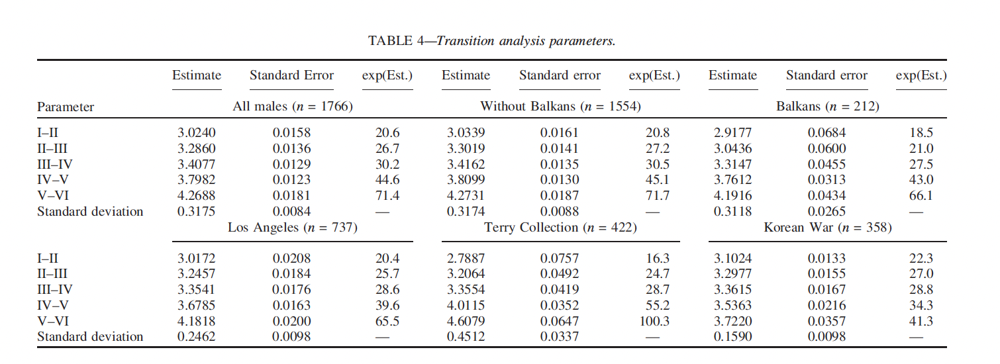 TABLE 4—Transition analysis parameters.
Estimate Standard Error exp(Est.) Estimate Standard error exp(Est.) Estimate Standard error exp(Est.)
Parameter All males (n = 1766) Without Balkans (n = 1554) Balkans (n = 212)
I–II 3.0240 0.0158 20.6 3.0339 0.0161 20.8 2.9177 0.0684 18.5
II–III 3.2860 0.0136 26.7 3.3019 0.0141 27.2 3.0436 0.0600 21.0
III–IV 3.4077 0.0129 30.2 3.4162 0.0135 30.5 3.3147 0.0455 27.5
IV–V 3.7982 0.0123 44.6 3.8099 0.0130 45.1 3.7612 0.0313 43.0
V–VI 4.2688 0.0181 71.4 4.2731 0.0187 71.7 4.1916 0.0434 66.1
Standard deviation 0.3175 0.0084 — 0.3174 0.0088 — 0.3118 0.0265 —
Los Angeles (n = 737) Terry Collection (n = 422) Korean War (n = 358)
I–II 3.0172 0.0208 20.4 2.7887 0.0757 16.3 3.1024 0.0133 22.3
II–III 3.2457 0.0184 25.7 3.2064 0.0492 24.7 3.2977 0.0155 27.0
III–IV 3.3541 0.0176 28.6 3.3554 0.0419 28.7 3.3615 0.0167 28.8
IV–V 3.6785 0.0163 39.6 4.0115 0.0352 55.2 3.5363 0.0216 34.3
V–VI 4.1818 0.0200 65.5 4.6079 0.0647 100.3 3.7220 0.0357 41.3
Standard deviation 0.2462 0.0098 — 0.4512 0.0337 — 0.1590 0.0098 —